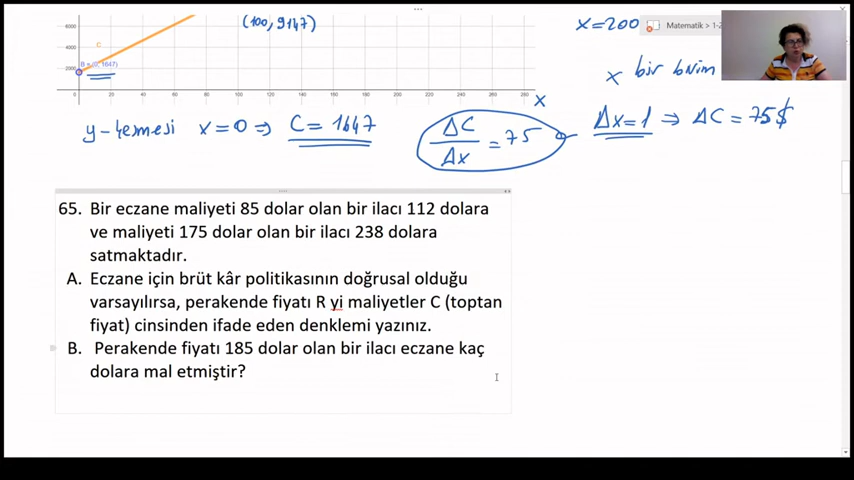 (100, 9147)
x=200
Matematik > 1-2
6000
4000
2000
C
B = (0, 1647)
0 20 40 60 80 100 120 140 160 180 200 220 240 260 280
x
x bir birim
y-kesmesi x=0 ⇒ C=1647
ΔC/Δx = 75
Δx=1 ⇒ ΔC=75$
65. Bir eczane maliyeti 85 dolar olan bir ilacı 112 dolara
ve maliyeti 175 dolar olan bir ilacı 238 dolara
satmaktadır.
A. Eczane için brüt kâr politikasının doğrusal olduğu
varsayılırsa, perakende fiyatı R yi maliyetler C (toptan
fiyat) cinsinden ifade eden denklemi yazınız.
B. Perakende fiyatı 185 dolar olan bir ilacı eczane kaç
dolara mal etmiştir?